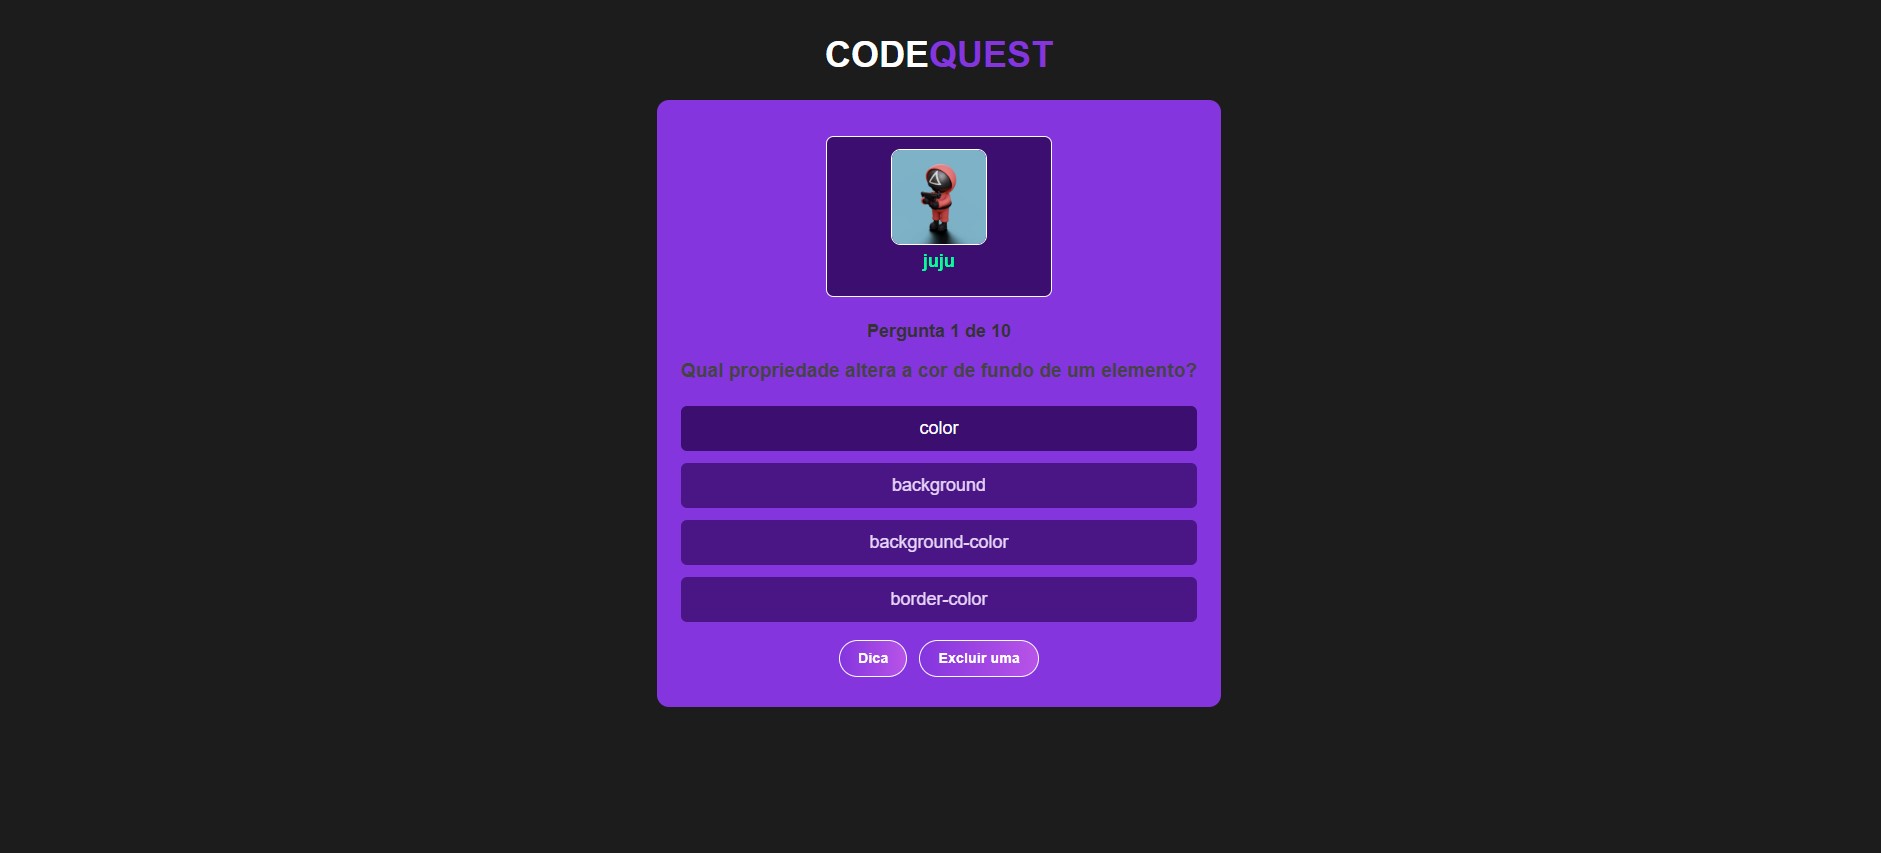 CODEQUEST
juju
Pergunta 1 de 10
Qual propriedade altera a cor de fundo de um elemento?
color
background
background-color
border-color
Dica
Excluir uma